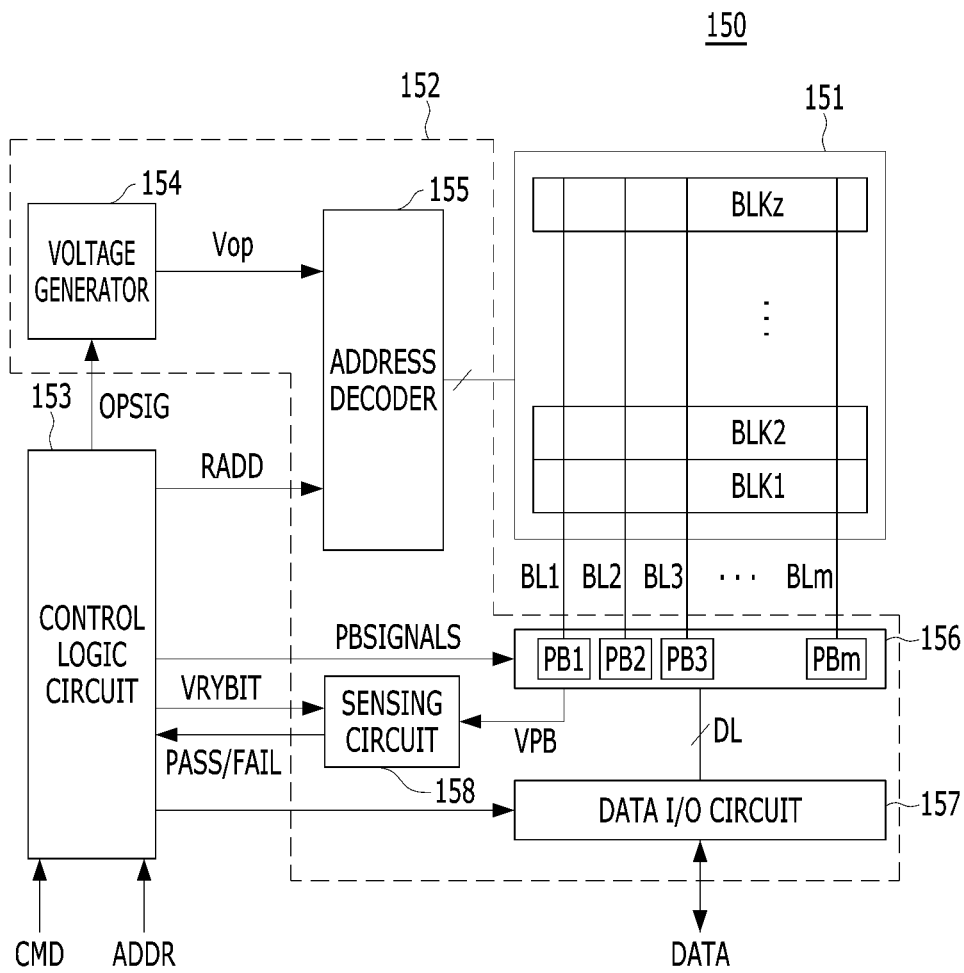 150
152
151
154
155
BLKz
VOLTAGE
GENERATOR
Vop
ADDRESS
DECODER
153
OPSIG
BLK2
RADD
BLK1
BL1 BL2 BL3 ··· BLm
CONTROL
LOGIC
CIRCUIT
PBSIGNALS
PB1 PB2 PB3 PBm
156
VRYBIT
SENSING
CIRCUIT
VPB
DL
PASS/FAIL
158
DATA I/O CIRCUIT
157
CMD ADDR
DATA